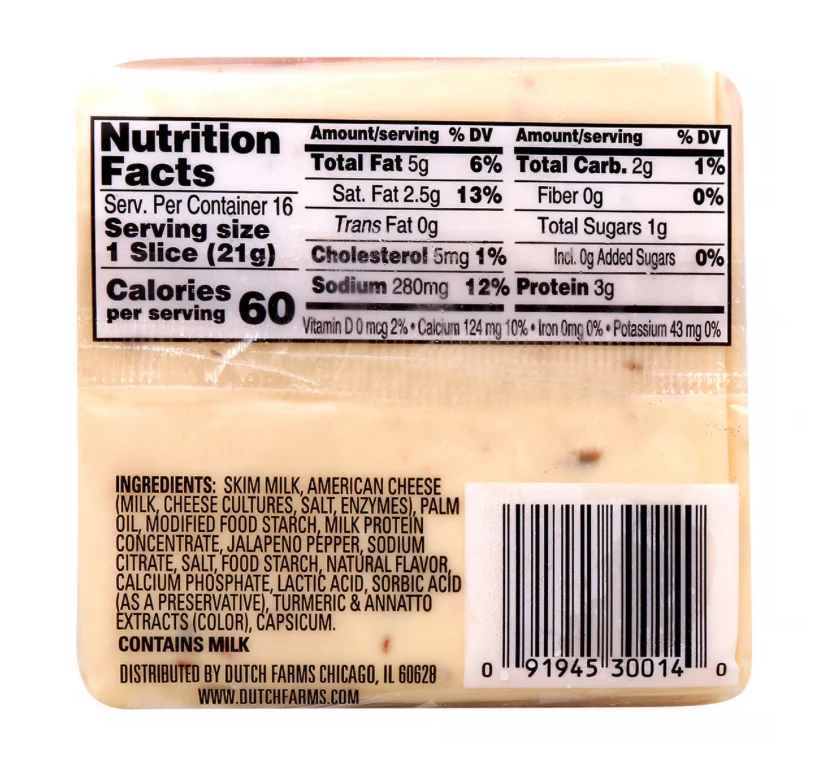 Nutrition
Facts
Serv. Per Container 16
Serving size
1 Slice (21g)
Calories
per serving 60
Amount/serving % DV
Total Fat 5g 6%
Sat. Fat 2.5g 13%
Trans Fat 0g
Cholesterol 5mg 1%
Sodium 280mg 12%
Amount/serving % DV
Total Carb. 2g 1%
Fiber 0g 0%
Total Sugars 1g
Incl. 0g Added Sugars 0%
Protein 3g
Vitamin D 0 mcg 2% • Calcium 124 mg 10% • Iron 0mg 0% • Potassium 43 mg 0%
INGREDIENTS: SKIM MILK, AMERICAN CHEESE
(MILK, CHEESE CULTURES, SALT, ENZYMES), PALM
OIL, MODIFIED FOOD STARCH, MILK PROTEIN
CONCENTRATE, JALAPENO PEPPER, SODIUM
CITRATE, SALT, FOOD STARCH, NATURAL FLAVOR,
CALCIUM PHOSPHATE, LACTIC ACID, SORBIC ACID
(AS A PRESERVATIVE), TURMERIC & ANNATTO
EXTRACTS (COLOR), CAPSICUM.
CONTAINS MILK
DISTRIBUTED BY DUTCH FARMS CHICAGO, IL 60628
WWW.DUTCHFARMS.COM
0 91945 30014 0